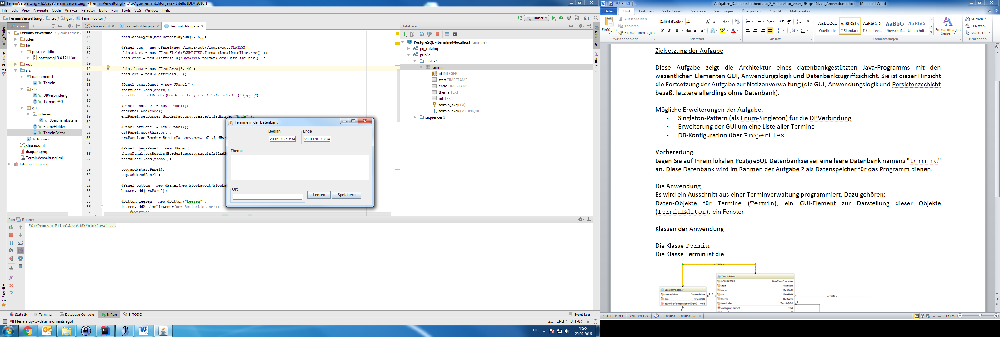 TerminVerwaltung - [Z:\Java\TerminVerwaltung] - [TerminVerwaltung] - ...\src\gui\TerminEditor.java - IntelliJ IDEA 2016.1
File Edit View Navigate Code Analyze Refactor Build Run Tools VCS Window Help
TerminVerwaltung src gui TerminEditor
Runner
Project
classes.uml FrameHolder.java TerminEditor.java
1: Project
7: Structure
2: Favorites
TerminVerwaltung Z:\Java\TerminV
.idea
lib
postgres-jdbc
postgresql-9.4.1211.jar
out
src
datenmodell
Termin
db
DBVerbindung
TerminDAO
gui
listeners
SpeichernListener
FrameHolder
TerminEditor
Runner
classes.uml
diagram.png
TerminVerwaltung.iml
External Libraries
33
34 this.setLayout(new BorderLayout(5, 5));
35
36 JPanel top = new JPanel(new FlowLayout(FlowLayout.CENTER));
37 this.start = new JTextField(FORMATTER.format(LocalDateTime.now()));
38 this.ende = new JTextField(FORMATTER.format(LocalDateTime.now()));
39
40 this.thema = new JTextArea(5, 40);
41 this.ort = new JTextField(20);
42
43 JPanel startPanel = new JPanel();
44 startPanel.add(start);
45 startPanel.setBorder(BorderFactory.createTitledBorder("Beginn"));
46
47 JPanel endPanel = new JPanel();
48 endPanel.add(ende);
49 endPanel.setBorder(BorderFactory.createTitledBorder("Ende"));
50
51 JPanel ortPanel = new JPanel();
52 ortPanel.add(this.ort);
53 ortPanel.setBorder(BorderFactory.createTitledBo
54
55 JPanel themaPanel = new JPanel();
56 themaPanel.setBorder(BorderFactory.createTitledB
57 themaPanel.add(thema );
58
59 top.add(startPanel);
60 top.add(endPanel);
61
62 JPanel bottom = new JPanel(new FlowLayout(FlowLa
63 bottom.add(ortPanel);
64
65 JButton leeren = new JButton("Leeren");
66 leeren.addActionListener(new ActionListener() {
67 @Override
Termine in der Datenbank
Beginn Ende
20.09.16 13:34 20.09.16 13:34
Thema
Ort
Leeren Speichern
Database
PostgreSQL - termine@localhost (termine)
pg_catalog
public
tables 1
termin
id INTEGER
start TIMESTAMP
ende TIMESTAMP
thema TEXT
ort TEXT
termin_pkey (id)
termin_pkey (id) UNIQUE
sequences 1
Database
Ant Build
Run Runner
"C:\Program Files\Java\jdk\bin\java" ...
Statistic Terminal Database Console 4: Run 6: TODO Event Log
All files are up-to-date (moments ago) 2:1 CRLF UTF-8
DE 13:34
20.09.2016
Aufgaben_Datenbankanbindung_2_Architektur_einer_DB-gestützen_Anwendung.docx - Microsoft Word
Datei Start Einfügen Seitenlayout Verweise Sendungen Überprüfen Ansicht Mathematics
Einfügen
Ausschneiden
Kopieren
Format übertragen
Zwischenablage
Calibri (Textk 11
F K U abc
Schriftart
Absatz
AaBbCcI AaBbCcDc AaBbCcDc AaBbCc AaBbCc
Quellcode ¶ Standard ¶ Kein Lee... Überschrif... Überschrif...
Formatvorlagen
Formatvorlagen ändern
Suchen
Ersetzen
Markieren
Bearbeiten
Zielsetzung der Aufgabe
Diese Aufgabe zeigt die Architektur eines datenbankgestützten Java-Programms mit den
wesentlichen Elementen GUI, Anwendungslogik und Datenbankzugriffsschicht. Sie ist dieser Hinsicht
die Fortsetzung der Aufgabe zur Notizenverwaltung (die GUI, Anwendungslogik und Persistenzschicht
besaß, letztere allerdings ohne Datenbank).
Mögliche Erweiterungen der Aufgabe:
- Singleton-Pattern (als Enum-Singleton) für die DBVerbindung
- Erweiterung der GUI um eine Liste aller Termine
- DB-Konfiguration über Properties
Vorbereitung
Legen Sie auf Ihrem lokalen PostgreSQL-Datenbankserver eine leere Datenbank namens "termine"
an. Diese Datenbank wird im Rahmen der Aufgabe 2 als Datenspeicher für das Programm dienen.
Die Anwendung
Es wird ein Ausschnitt aus einer Terminverwaltung programmiert. Dazu gehören:
Daten-Objekte für Termine (Termin), ein GUI-Element zur Darstellung dieser Objekte
(TerminEditor), ein Fenster
Klassen der Anwendung
Die Klasse Termin
Die Klasse Termin ist die
«create»
TerminEditor
FORMATTER DateTimeFormatter
start JTextField
ende JTextField
ort JTextField
thema JTextArea
termindao TerminDAO
anzeigen(Termin) void
SpeichernListener
terminEditor TerminEditor
dao TerminDAO
actionPerformed(ActionEvent) void
1 1
1
1
«create»
Seite: 1 von 1 Wörter: 129 Deutsch (Deutschland) 151 %